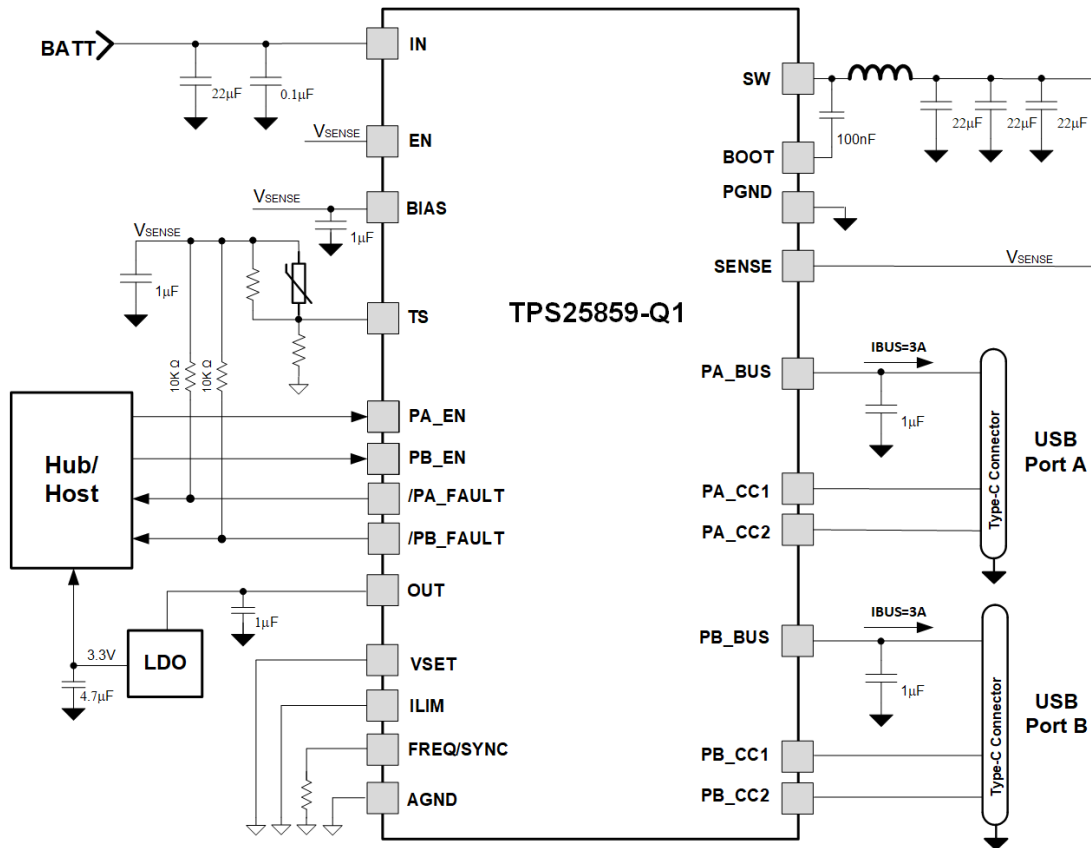 BATT
IN
22µF
0.1µF
SW
100nF
22µF
22µF
22µF
VSENSE
EN
BOOT
PGND
VSENSE
BIAS
1µF
VSENSE
1µF
SENSE
VSENSE
TPS25859-Q1
TS
10K Ω
10K Ω
PA_BUS
IBUS=3A
1µF
Hub/
Host
PA_EN
PB_EN
/PA_FAULT
/PB_FAULT
PA_CC1
PA_CC2
Type-C Connector
USB
Port A
OUT
1µF
LDO
3.3V
4.7µF
VSET
ILIM
FREQ/SYNC
AGND
PB_BUS
IBUS=3A
1µF
PB_CC1
PB_CC2
Type-C Connector
USB
Port B